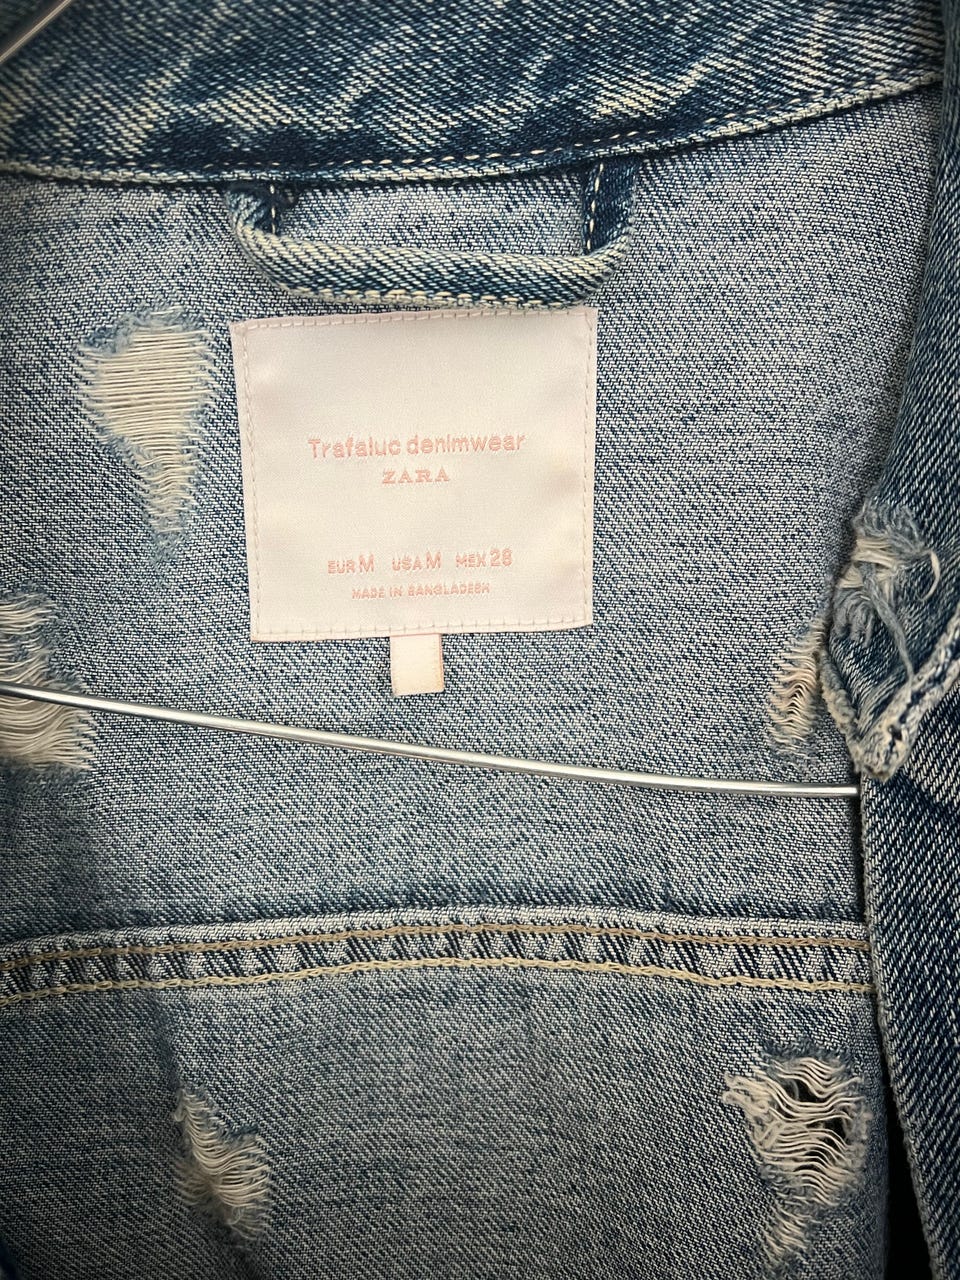 Trafaluc denimwear
ZARA
EUR M USA M MEX 28
MADE IN BANGLADESH